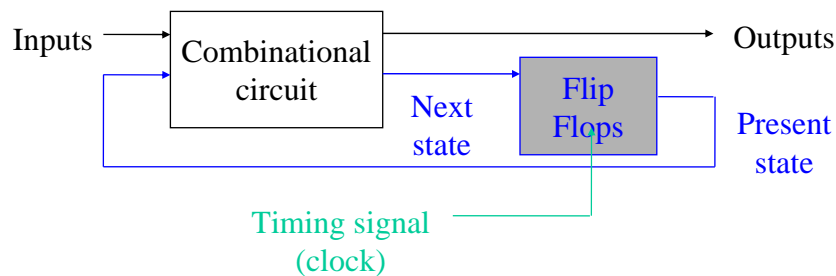 Inputs
Combinational
circuit
Outputs
Next
state
Flip
Flops
Present
state
Timing signal
(clock)